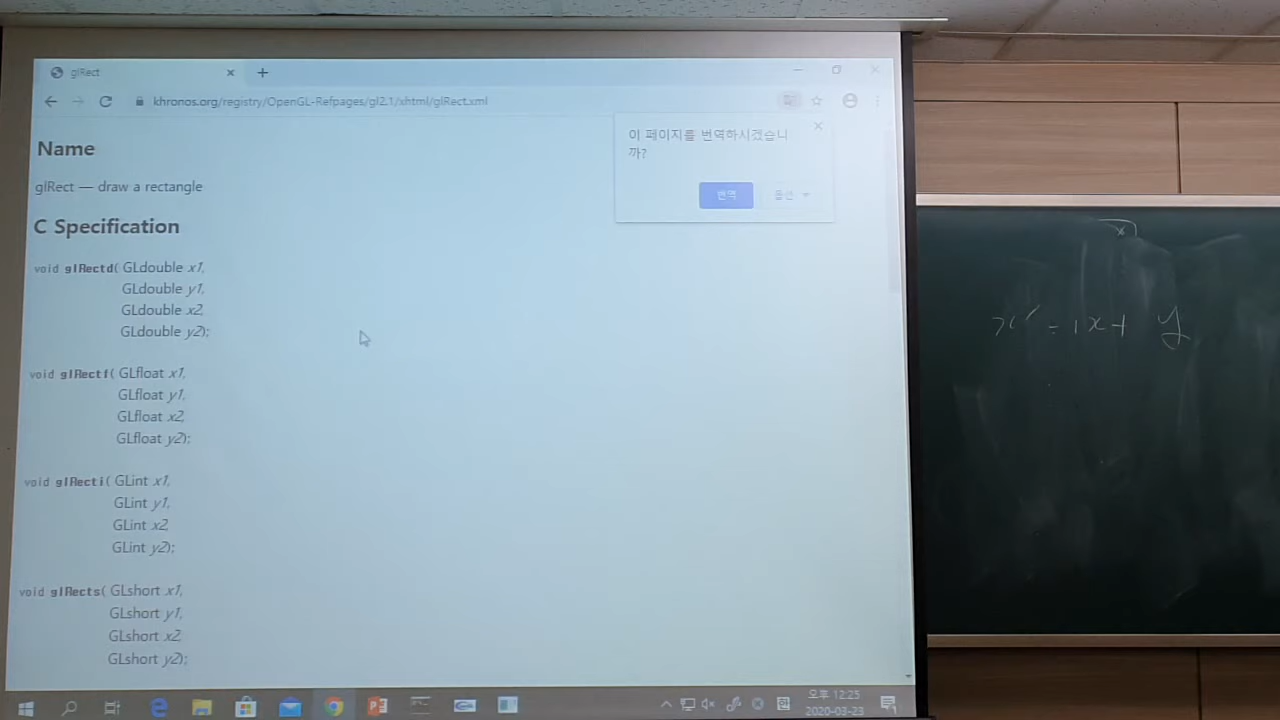 glRect
khronos.org/registry/OpenGL-Refpages/gl2.1/xhtml/glRect.xml
이 페이지를 번역하시겠습니
까?
번역 옵션
Name
glRect — draw a rectangle
C Specification
void glRectd( GLdouble x1,
GLdouble y1,
GLdouble x2,
GLdouble y2);
void glRectf( GLfloat x1,
GLfloat y1,
GLfloat x2,
GLfloat y2);
void glRecti( GLint x1,
GLint y1,
GLint x2,
GLint y2);
void glRects( GLshort x1,
GLshort y1,
GLshort x2,
GLshort y2);
x' = 1x + y
오후 12:25
2020-03-23